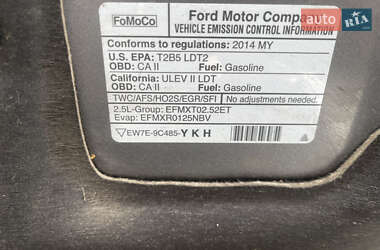 FoMoCo
Ford Motor Company
VEHICLE EMISSION CONTROL INFORMATION
Conforms to regulations: 2014 MY
U.S. EPA: T2B5 LDT2
OBD: CA II Fuel: Gasoline
California: ULEV II LDT
OBD: CA II Fuel: Gasoline
TWC/AFS/HO2S/EGR/SFI No adjustments needed.
2.5L-Group: EFMXT02.52ET
Evap: EFMXR0125NBV
EW7E-9C485-YKH
AUTO
RIA.com